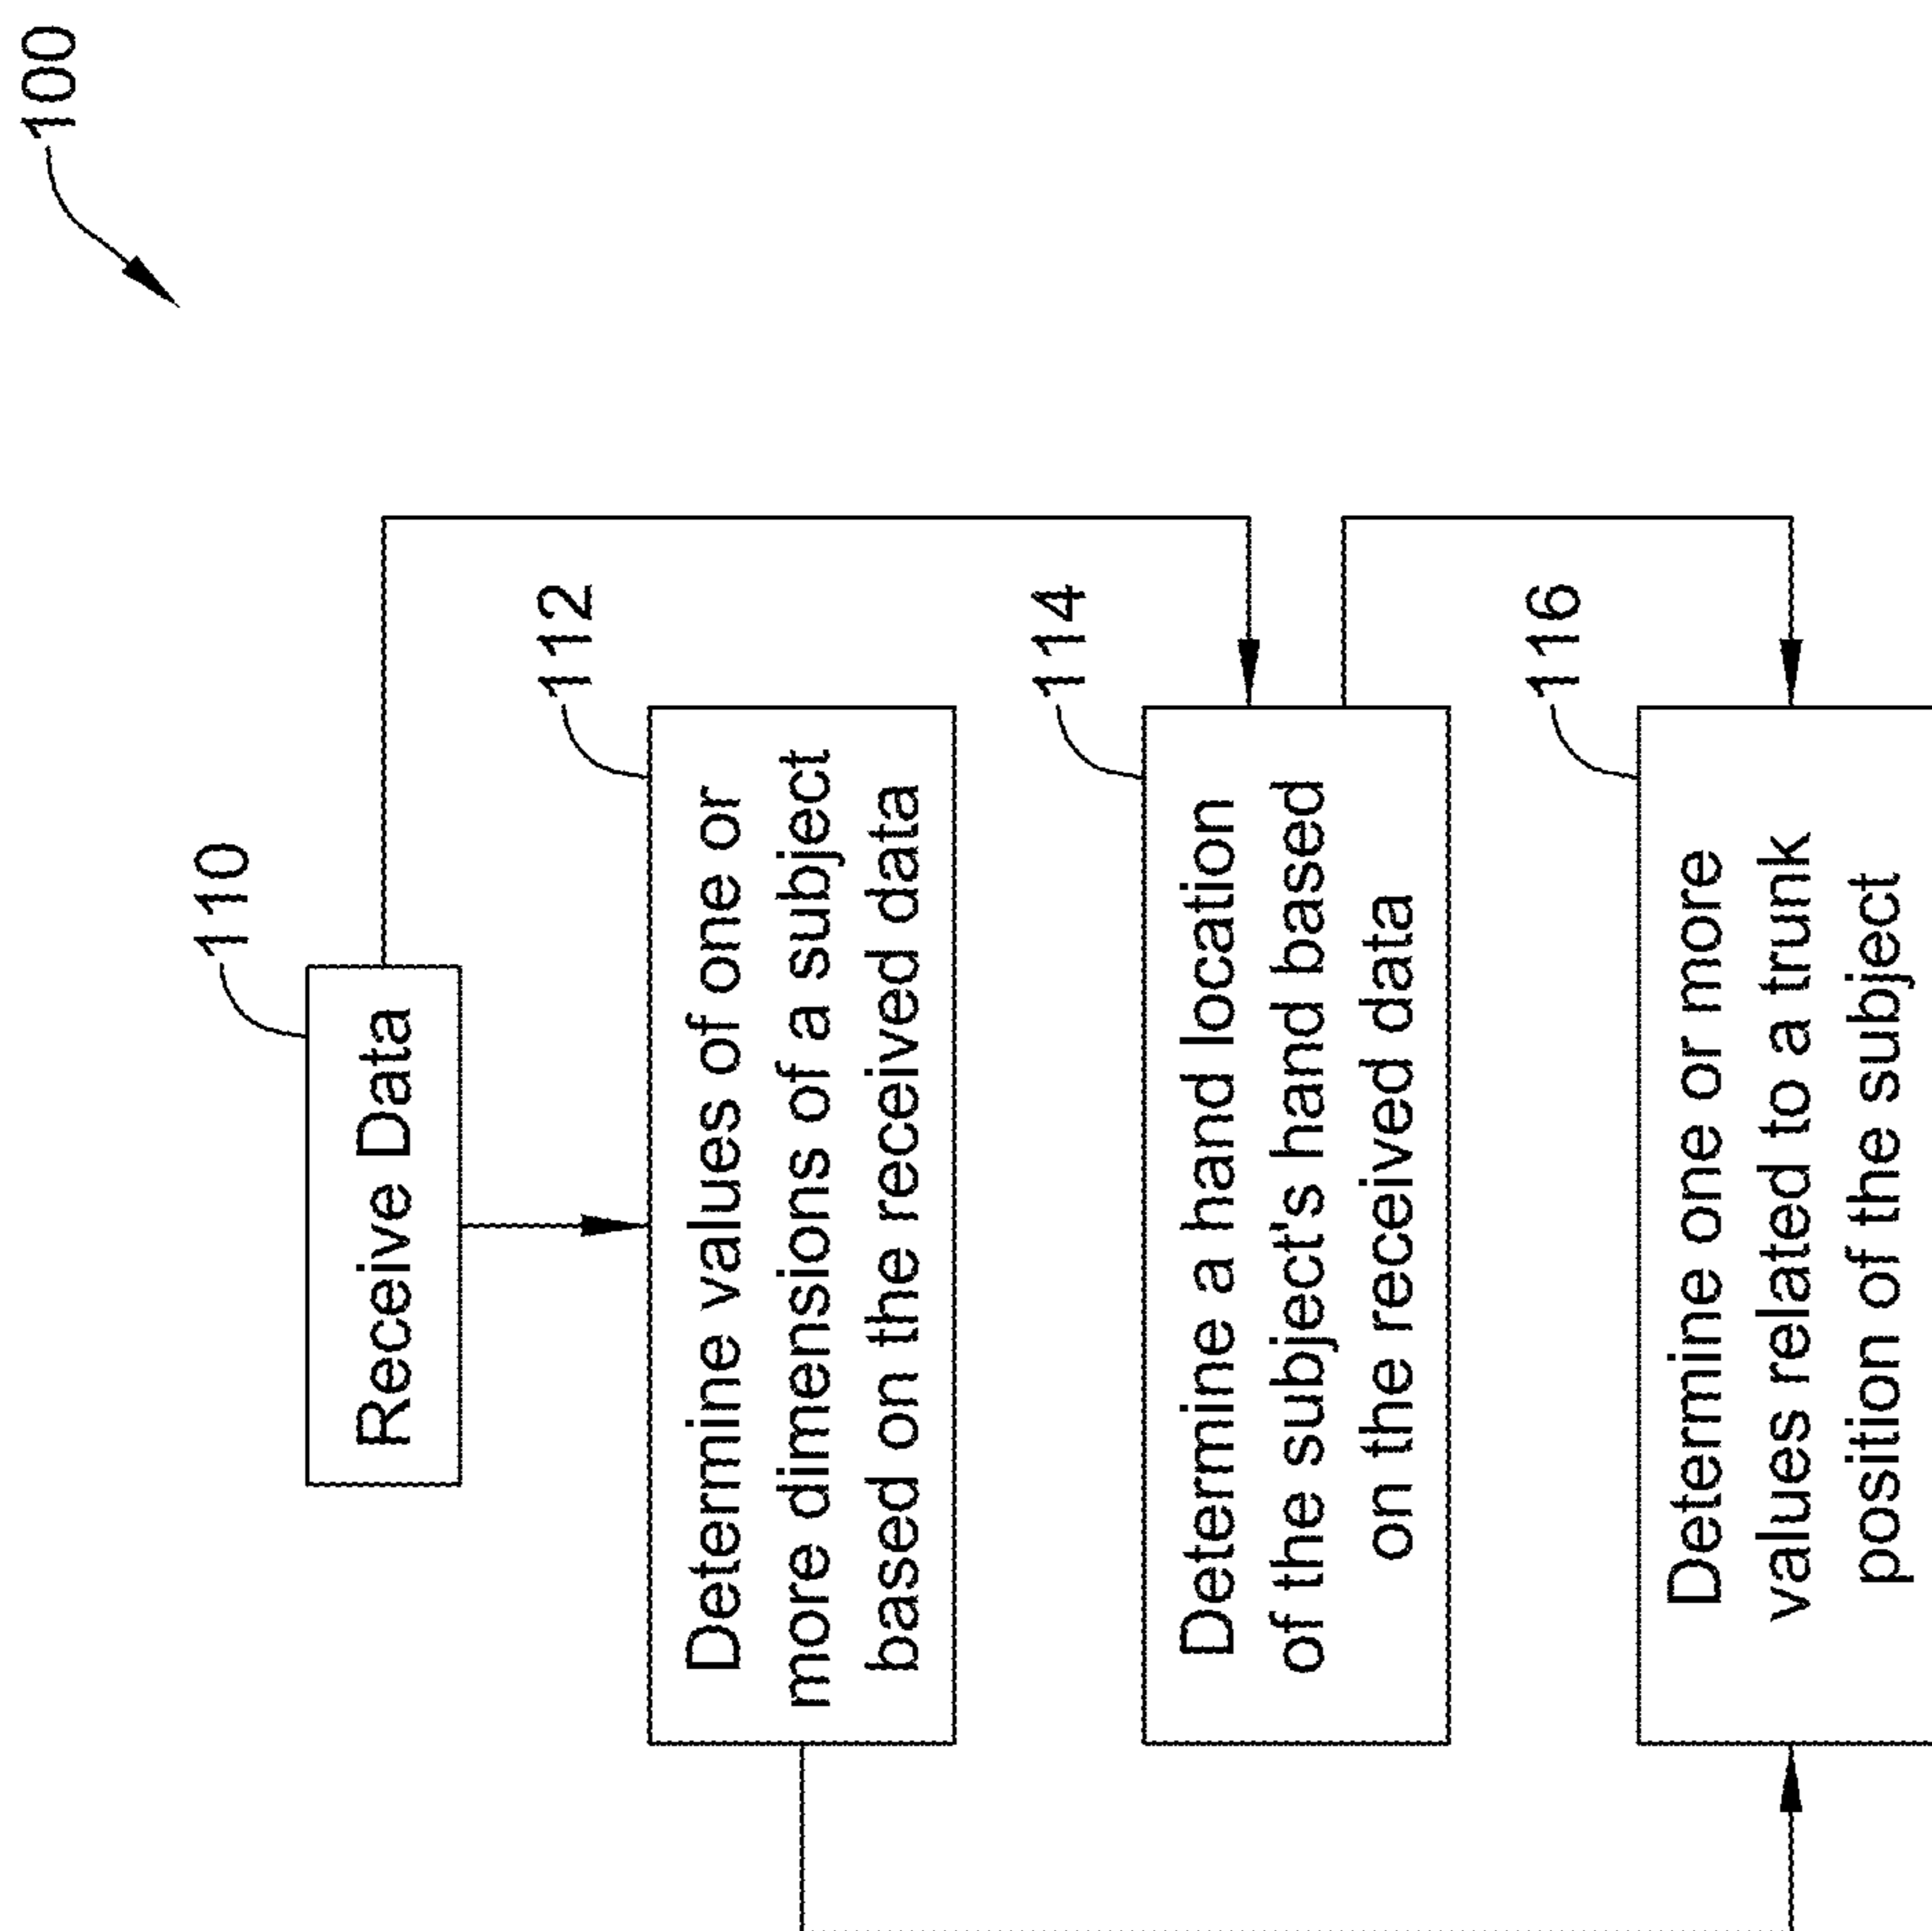 100
110
Receive Data
112
Determine values of one or
more dimensions of a subject
based on the received data
114
Determine a hand location
of the subject's hand based
on the received data
116
Determine one or more
values related to a trunk
position of the subject